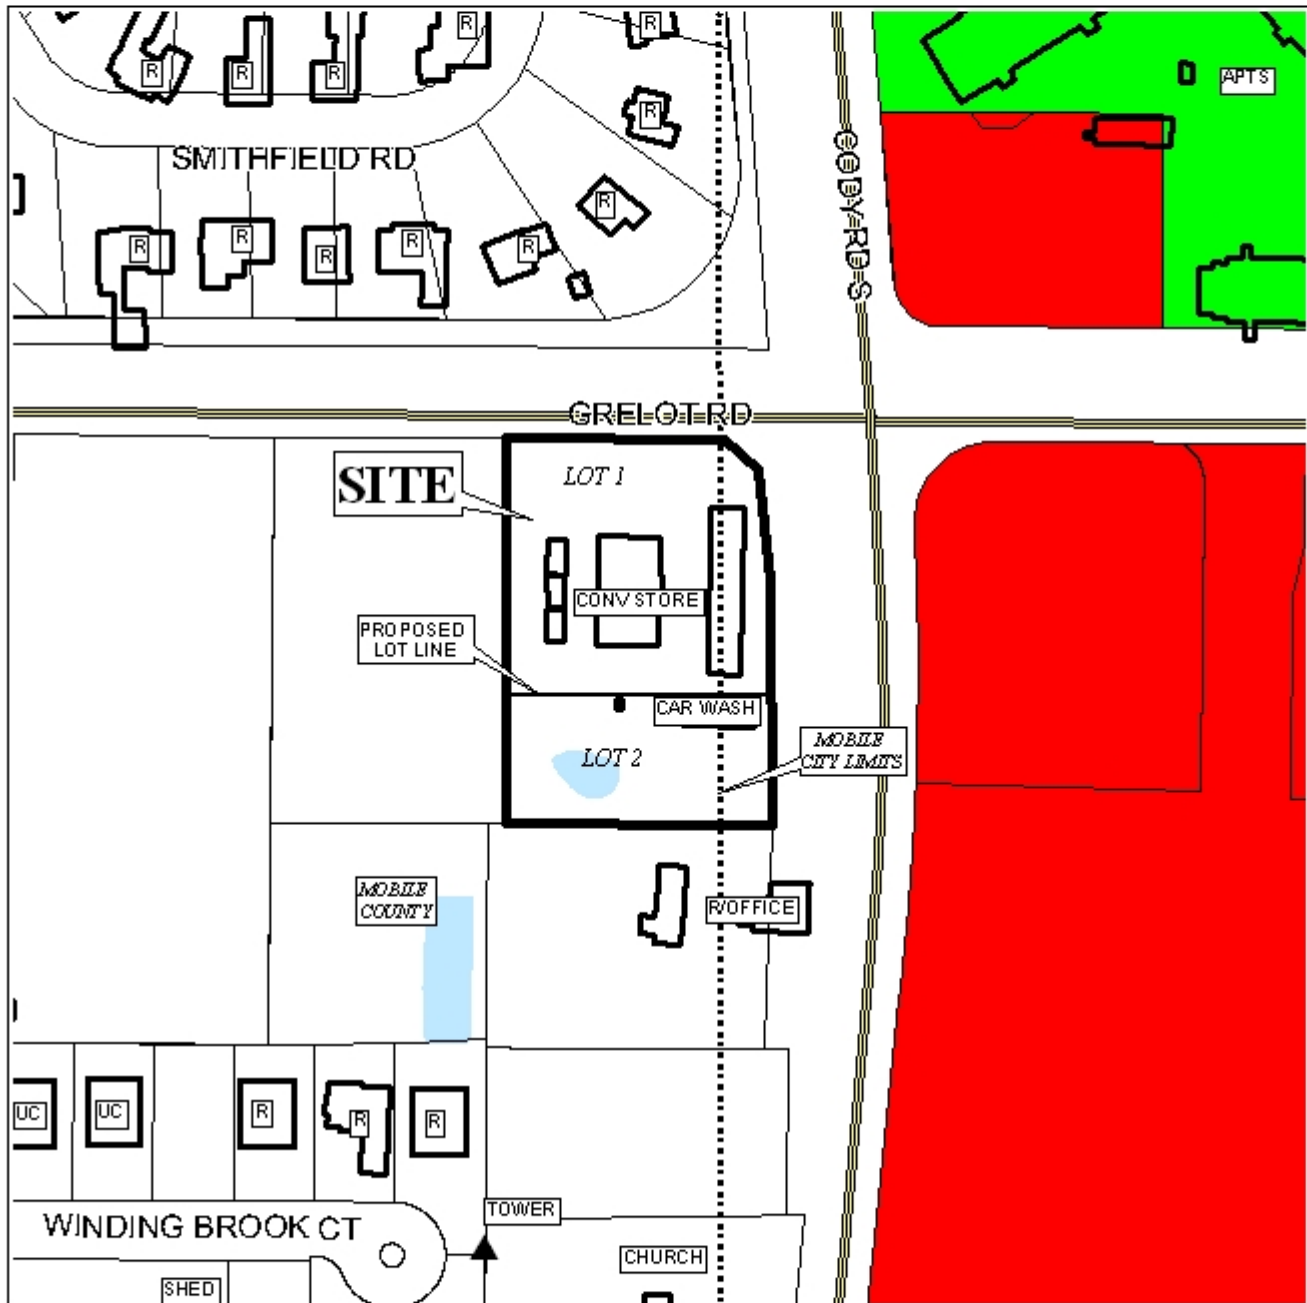 R
R
R
R
R
R
APTS
SMITHFIELD RD
CODY RD S
R
R
R
R
R
R
R
GRELOT RD
SITE
LOT 1
CONV STORE
PROPOSED
LOT LINE
CAR WASH
LOT 2
MOBILE
CITY LIMITS
MOBILE
COUNTY
R/OFFICE
UC
UC
R
R
R
WINDING BROOK CT
TOWER
CHURCH
SHED